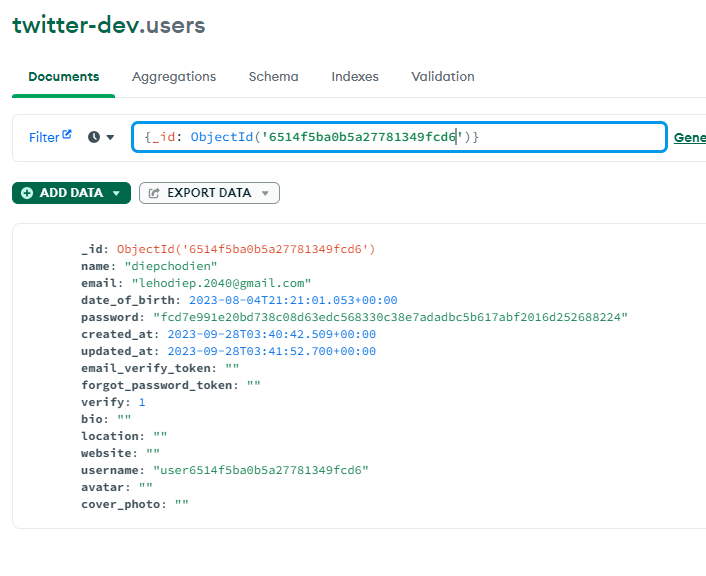 twitter-dev.users
Documents Aggregations Schema Indexes Validation
Filter {_id: ObjectId('6514f5ba0b5a27781349fcd6')} Gene
ADD DATA EXPORT DATA
_id: ObjectId('6514f5ba0b5a27781349fcd6')
name: "diepchodien"
email: "lehodiep.2040@gmail.com"
date_of_birth: 2023-08-04T21:21:01.053+00:00
password: "fcd7e991e20bd738c08d63edc568330c38e7adadbc5b617abf2016d252688224"
created_at: 2023-09-28T03:40:42.509+00:00
updated_at: 2023-09-28T03:41:52.700+00:00
email_verify_token: ""
forgot_password_token: ""
verify: 1
bio: ""
location: ""
website: ""
username: "user6514f5ba0b5a27781349fcd6"
avatar: ""
cover_photo: ""